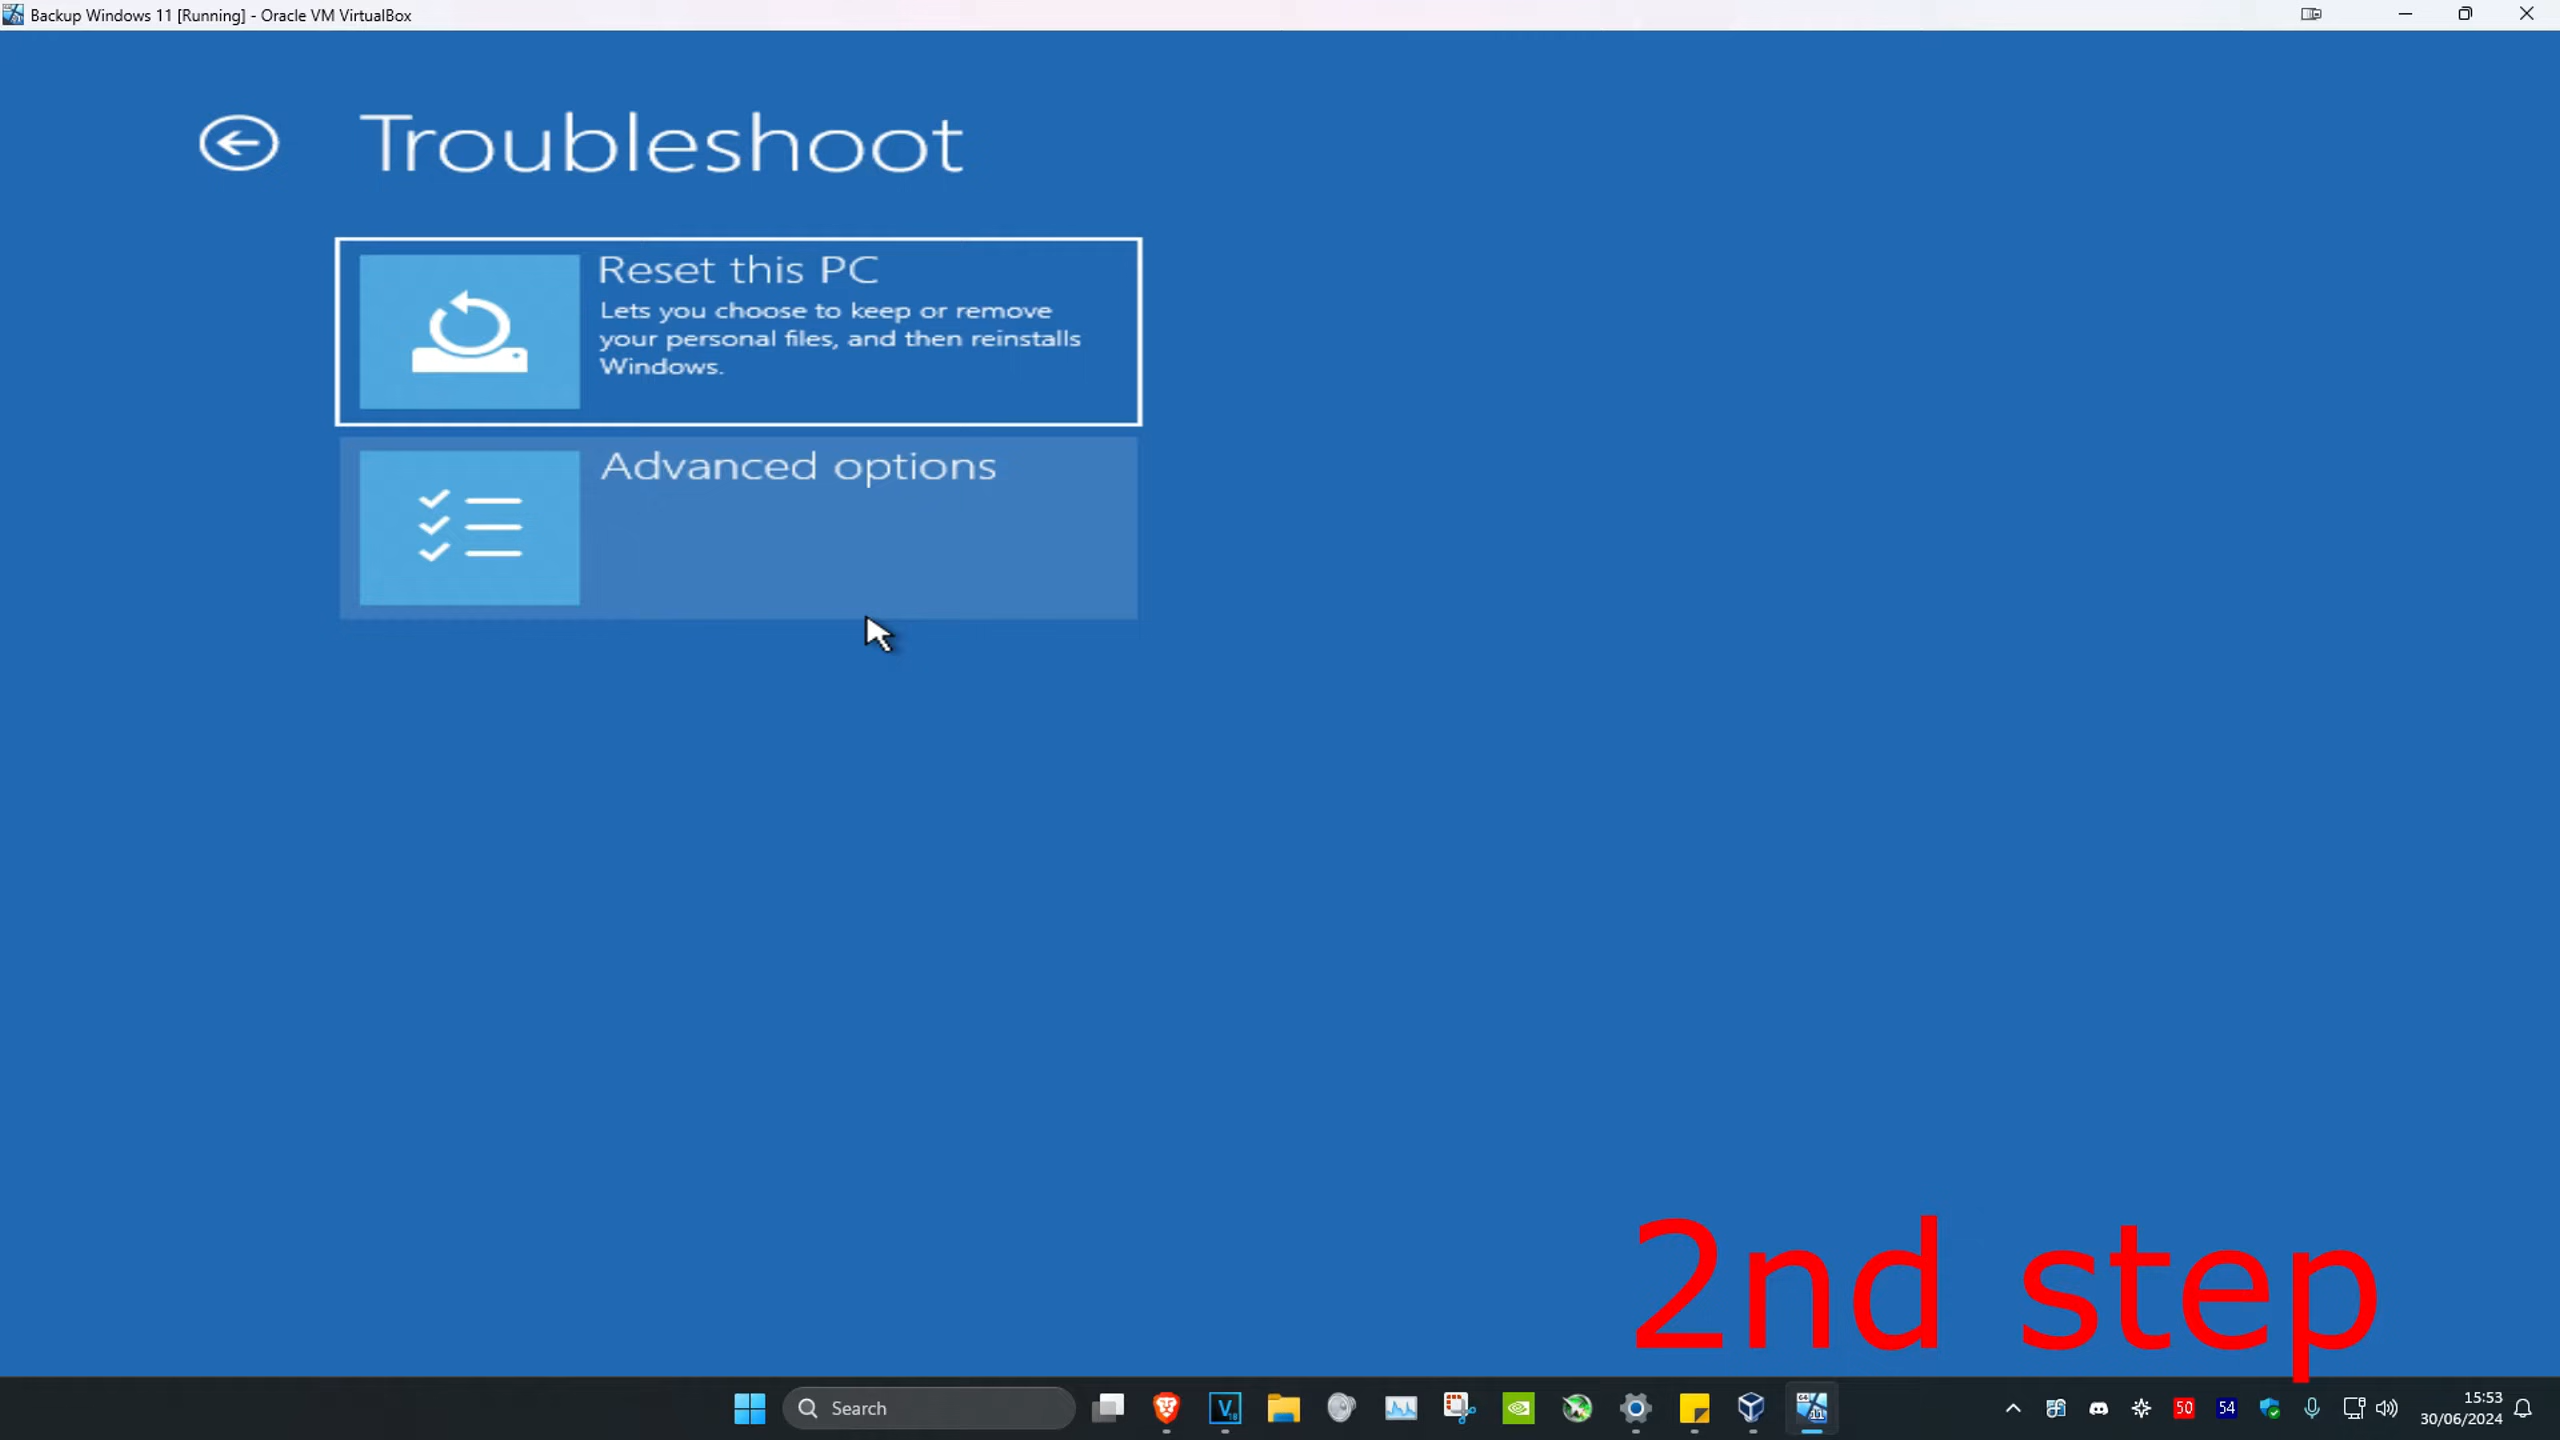 Backup Windows 11 [Running] - Oracle VM VirtualBox
Troubleshoot
Reset this PC
Lets you choose to keep or remove
your personal files, and then reinstalls
Windows.
Advanced options
2nd step
Search
50
54
15:53
30/06/2024